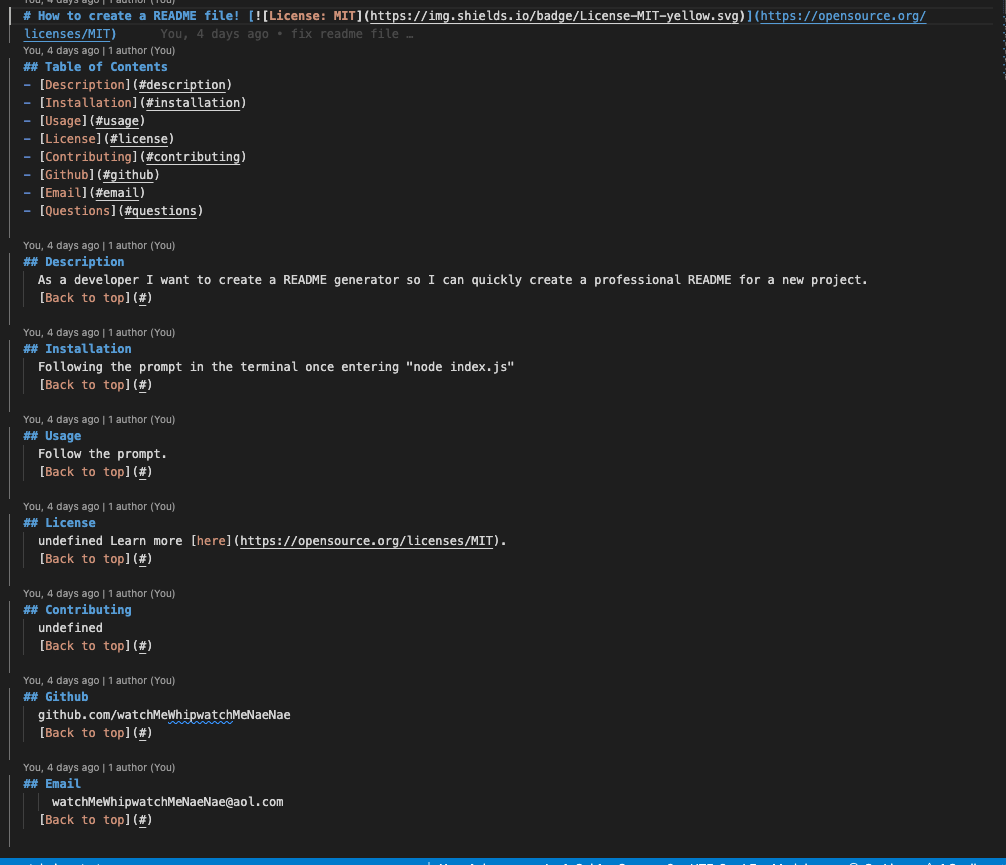 You, 4 days ago | 1 author (You)
# How to create a README file! [![License: MIT](https://img.shields.io/badge/License-MIT-yellow.svg)](https://opensource.org/
licenses/MIT) You, 4 days ago • fix readme file …
You, 4 days ago | 1 author (You)
## Table of Contents
- [Description](#description)
- [Installation](#installation)
- [Usage](#usage)
- [License](#license)
- [Contributing](#contributing)
- [Github](#github)
- [Email](#email)
- [Questions](#questions)
You, 4 days ago | 1 author (You)
## Description
As a developer I want to create a README generator so I can quickly create a professional README for a new project.
[Back to top](#)
You, 4 days ago | 1 author (You)
## Installation
Following the prompt in the terminal once entering "node index.js"
[Back to top](#)
You, 4 days ago | 1 author (You)
## Usage
Follow the prompt.
[Back to top](#)
You, 4 days ago | 1 author (You)
## License
undefined Learn more [here](https://opensource.org/licenses/MIT).
[Back to top](#)
You, 4 days ago | 1 author (You)
## Contributing
undefined
[Back to top](#)
You, 4 days ago | 1 author (You)
## Github
github.com/watchMeWhipwatchMeNaeNae
[Back to top](#)
You, 4 days ago | 1 author (You)
## Email
watchMeWhipwatchMeNaeNae@aol.com
[Back to top](#)